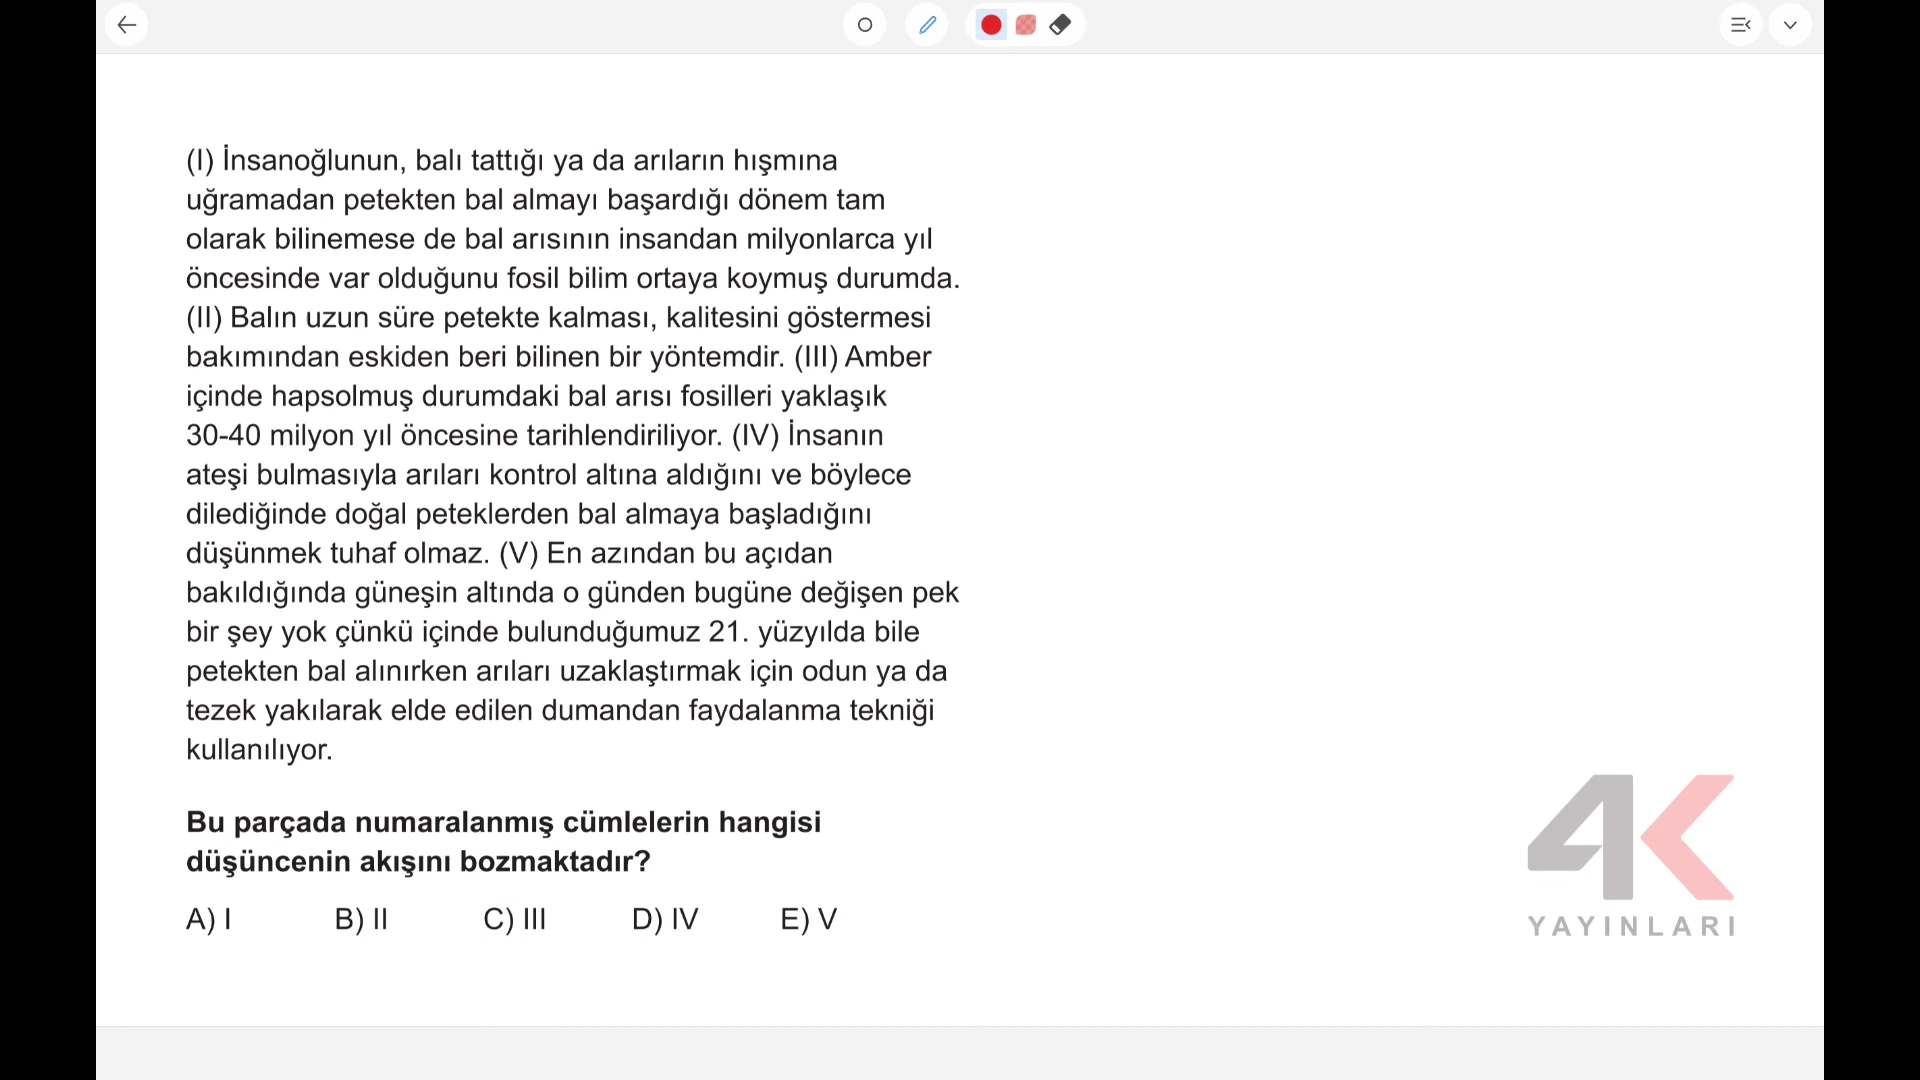 (I) İnsanoğlunun, balı tattığı ya da arıların hışmına
uğramadan petekten bal almayı başardığı dönem tam
olarak bilinemese de bal arısının insandan milyonlarca yıl
öncesinde var olduğunu fosil bilim ortaya koymuş durumda.
(II) Balın uzun süre petekte kalması, kalitesini göstermesi
bakımından eskiden beri bilinen bir yöntemdir. (III) Amber
içinde hapsolmuş durumdaki bal arısı fosilleri yaklaşık
30-40 milyon yıl öncesine tarihlendiriliyor. (IV) İnsanın
ateşi bulmasıyla arıları kontrol altına aldığını ve böylece
dilediğinde doğal peteklerden bal almaya başladığını
düşünmek tuhaf olmaz. (V) En azından bu açıdan
bakıldığında güneşin altında o günden bugüne değişen pek
bir şey yok çünkü içinde bulunduğumuz 21. yüzyılda bile
petekten bal alınırken arıları uzaklaştırmak için odun ya da
tezek yakılarak elde edilen dumandan faydalanma tekniği
kullanılıyor.
Bu parçada numaralanmış cümlelerin hangisi
düşüncenin akışını bozmaktadır?
A) I B) II C) III D) IV E) V
4K
YAYINLARI